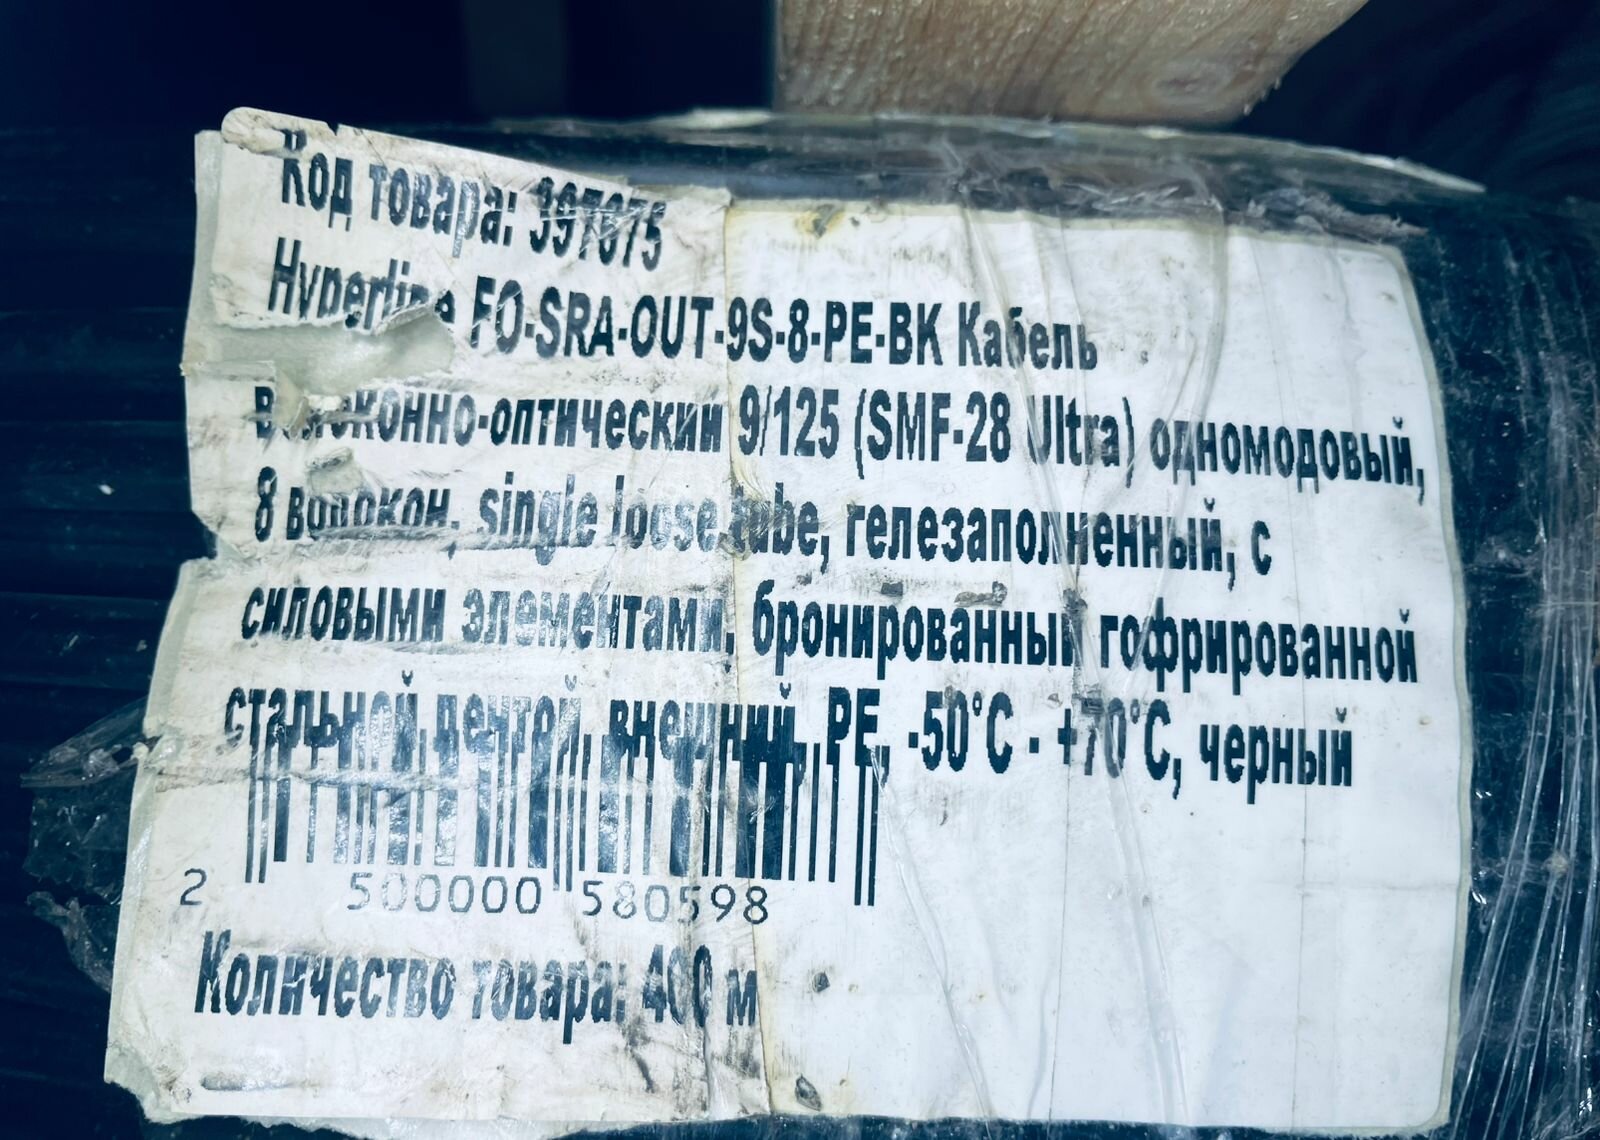 Код товара: 397675
Hyperline FO-SRA-OUT-9S-8-PE-BK Кабель
волоконно-оптический 9/125 (SMF-28 Ultra) одномодовый,
8 волокон, single loose tube, гелезаполненный, с
силовыми элементами, бронированный гофрированной
стальной лентой, внешний, PE, -50°C - +70°C, черный
2 500000 580598
Количество товара: 400 м